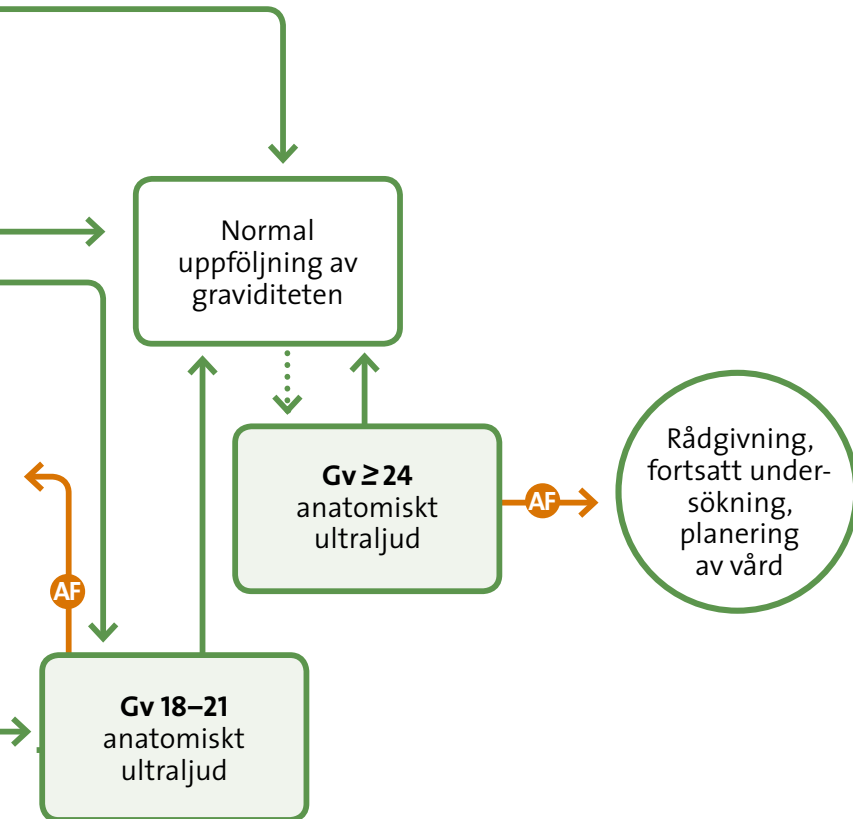 Normal
uppföljning av
graviditeten
Gv ≥ 24
anatomiskt
ultraljud
AF
Rådgivning,
fortsatt under-
sökning,
planering
av vård
AF
Gv 18–21
anatomiskt
ultraljud